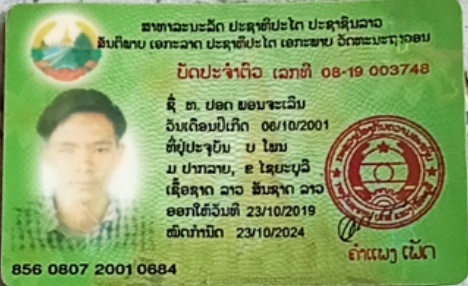 ສາທາລະນະລັດ ປະຊາທິປະໄຕ ປະຊາຊົນລາວ
ສັນຕິພາບ ເອກະລາດ ປະຊາທິປະໄຕ ເອກະພາບ ວັດທະນະຖາວອນ
ບັດປະຈຳຕົວ ເລກທີ 08-19 003748
ຊື່ ທ. ປອດ ພອນຈະເລີນ
ວັນເດືອນປີເກີດ 06/10/2001
ທີ່ຢູ່ປະຈຸບັນ ບ ໂພນ
ມ ປາກລາຍ, ຂ ໄຊຍະບູລີ
ເຊື້ອຊາດ ລາວ ສັນຊາດ ລາວ
ອອກໃຫ້ວັນທີ 23/10/2019
ໝົດກຳນົດ 23/10/2024
ຄຳແພງ ເພັດ
856 0807 2001 0684